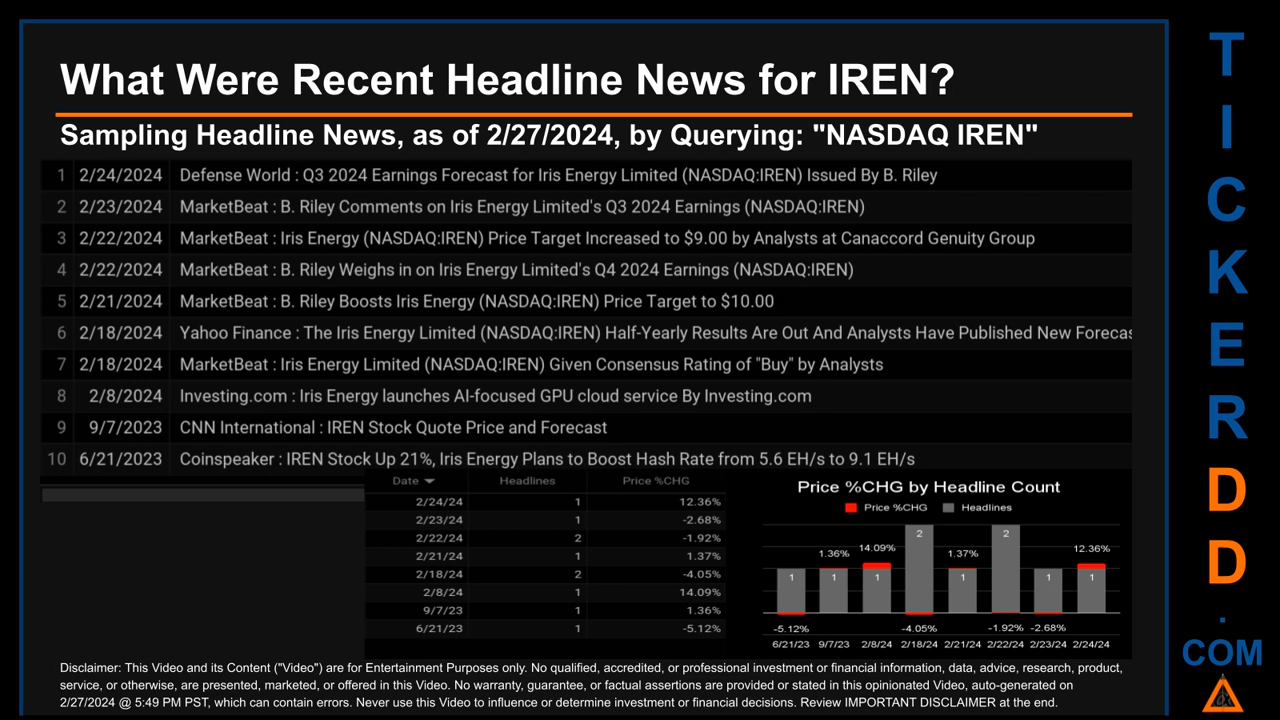 What Were Recent Headline News for IREN?
Sampling Headline News, as of 2/27/2024, by Querying: "NASDAQ IREN"
1 2/24/2024 Defense World : Q3 2024 Earnings Forecast for Iris Energy Limited (NASDAQ:IREN) Issued By B. Riley
2 2/23/2024 MarketBeat : B. Riley Comments on Iris Energy Limited's Q3 2024 Earnings (NASDAQ:IREN)
3 2/22/2024 MarketBeat : Iris Energy (NASDAQ:IREN) Price Target Increased to $9.00 by Analysts at Canaccord Genuity Group
4 2/22/2024 MarketBeat : B. Riley Weighs in on Iris Energy Limited's Q4 2024 Earnings (NASDAQ:IREN)
5 2/21/2024 MarketBeat : B. Riley Boosts Iris Energy (NASDAQ:IREN) Price Target to $10.00
6 2/18/2024 Yahoo Finance : The Iris Energy Limited (NASDAQ:IREN) Half-Yearly Results Are Out And Analysts Have Published New Forecas
7 2/18/2024 MarketBeat : Iris Energy Limited (NASDAQ:IREN) Given Consensus Rating of "Buy" by Analysts
8 2/8/2024 Investing.com : Iris Energy launches AI-focused GPU cloud service By Investing.com
9 9/7/2023 CNN International : IREN Stock Quote Price and Forecast
10 6/21/2023 Coinspeaker : IREN Stock Up 21%, Iris Energy Plans to Boost Hash Rate from 5.6 EH/s to 9.1 EH/s
Date Headlines Price %CHG
2/24/24 1 12.36%
2/23/24 1 -2.68%
2/22/24 2 -1.92%
2/21/24 1 1.37%
2/18/24 2 -4.05%
2/8/24 1 14.09%
9/7/23 1 1.36%
6/21/23 1 -5.12%
Price %CHG by Headline Count
Price %CHG Headlines
1.36% 14.09% 1.37% 12.36%
1 1 1 2 1 2 1 1
-5.12% -4.05% -1.92% -2.68%
6/21/23 9/7/23 2/8/24 2/18/24 2/21/24 2/22/24 2/23/24 2/24/24
Disclaimer: This Video and its Content ("Video") are for Entertainment Purposes only. No qualified, accredited, or professional investment or financial information, data, advice, research, product,
service, or otherwise, are presented, marketed, or offered in this Video. No warranty, guarantee, or factual assertions are provided or stated in this opinionated Video, auto-generated on
2/27/2024 @ 5:49 PM PST, which can contain errors. Never use this Video to influence or determine investment or financial decisions. Review IMPORTANT DISCLAIMER at the end.
T
I
C
K
E
R
D
D
.
COM